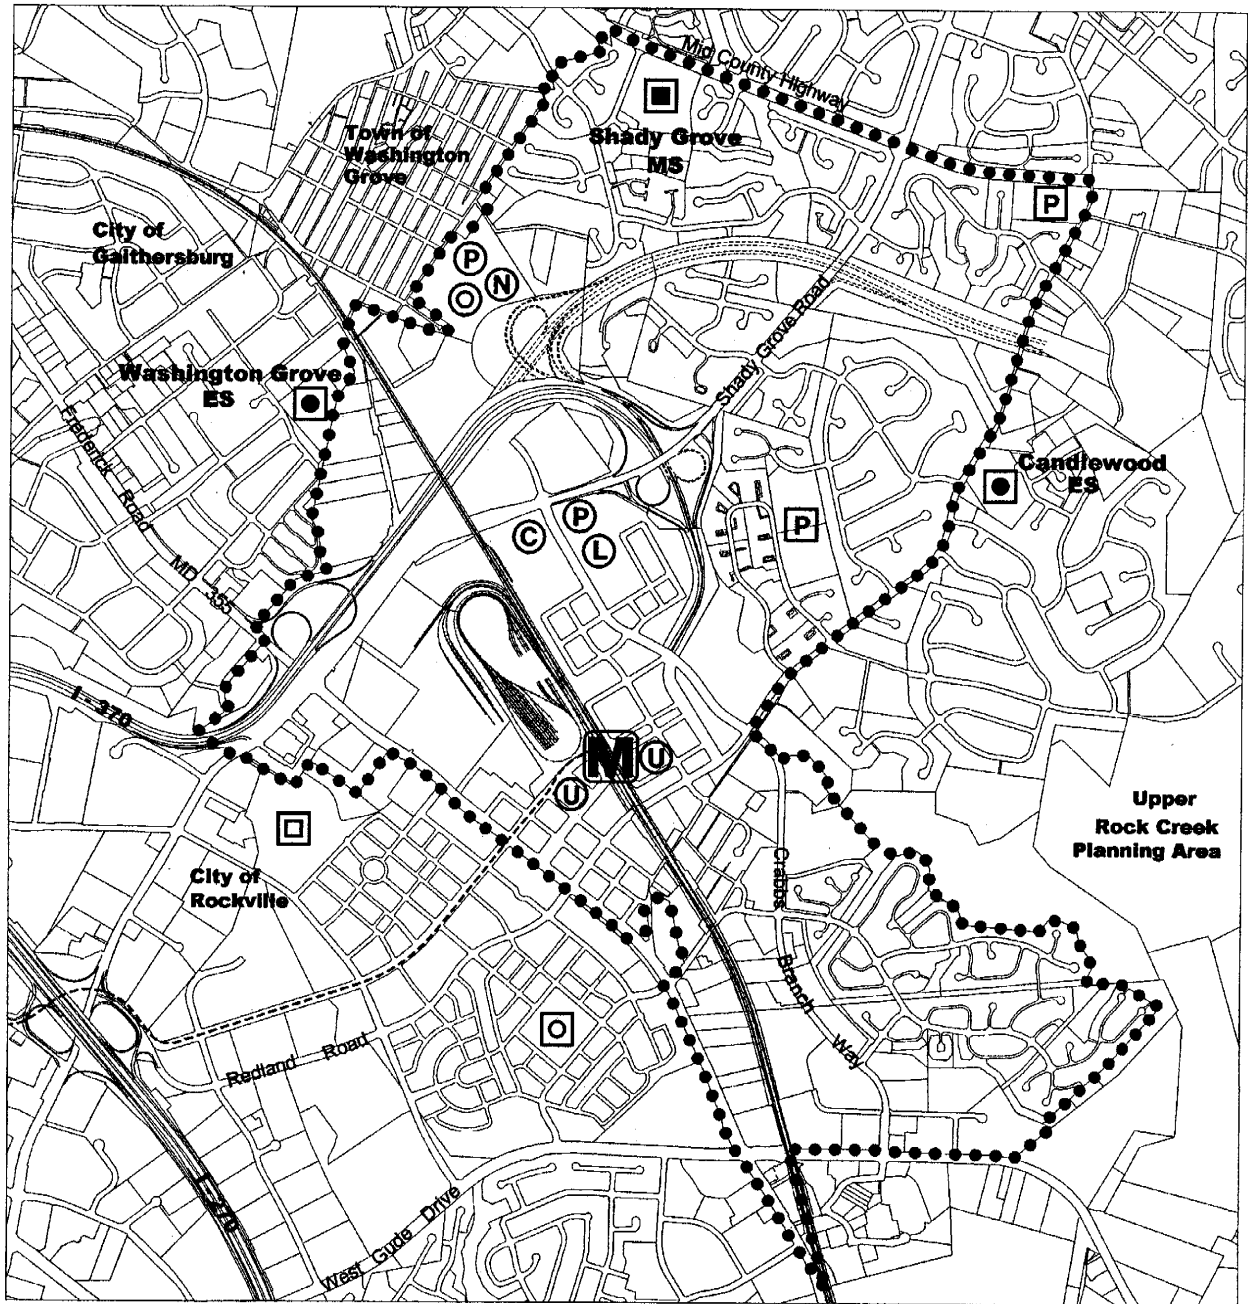 Mid County Highway
Shady Grove
MS
Town of
Washington
Grove
P
City of
Gaithersburg
P
N
O
Shady Grove Road
Washington Grove
ES
Frederick Road
MD 355
Candlewood
ES
P
C
P
L
I - 370
M
U
U
Upper
Rock Creek
Planning Area
City of
Rockville
Crabbs
Branch
Way
O
Redland Road
I-270
West Gude Drive